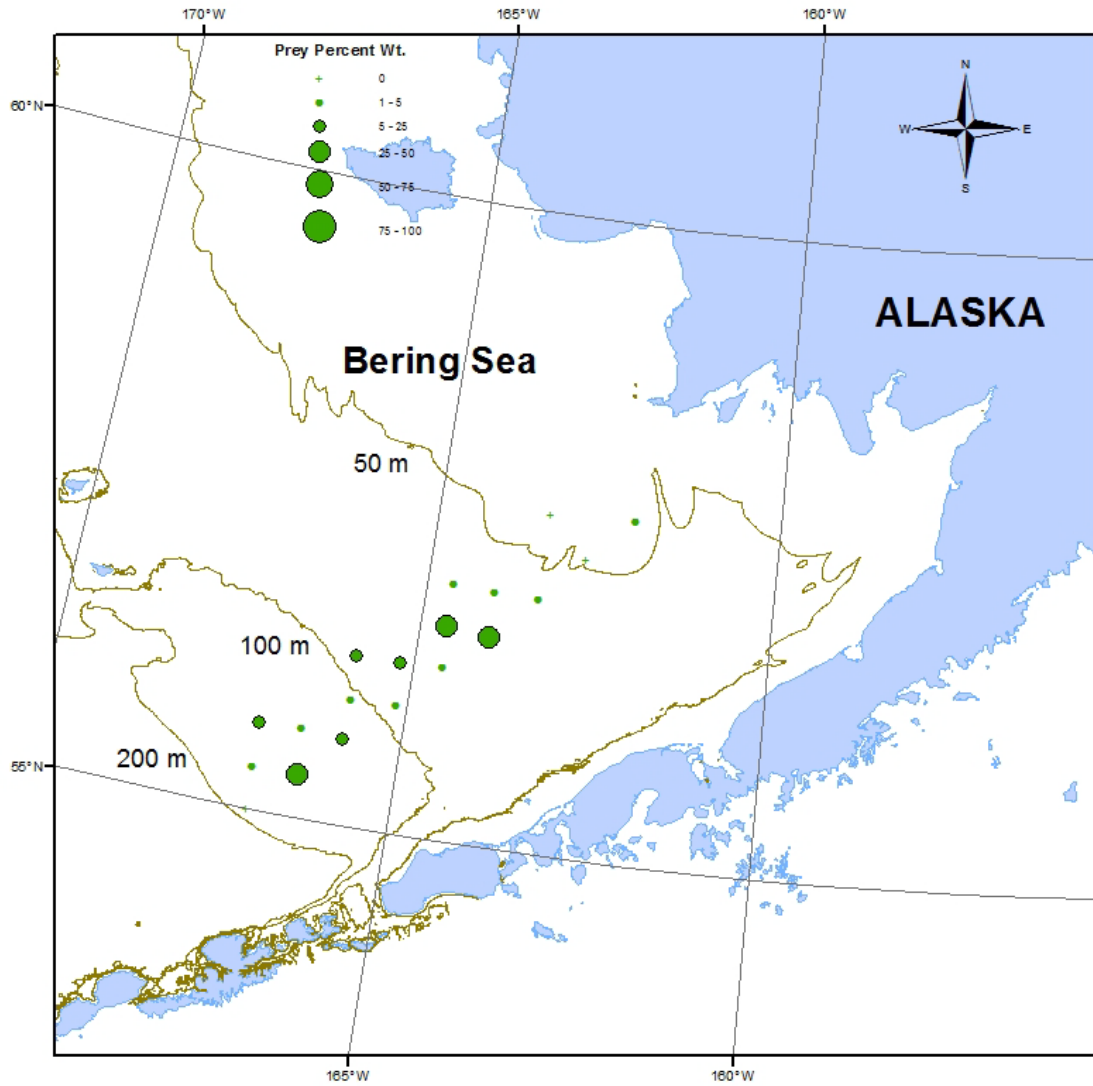 170°W 165°W 160°W
Prey Percent Wt.
0
1 - 5
5 - 25
25 - 50
50 - 75
75 - 100
N
W E
S
60°N
ALASKA
Bering Sea
50 m
100 m
200 m
55°N
165°W 160°W